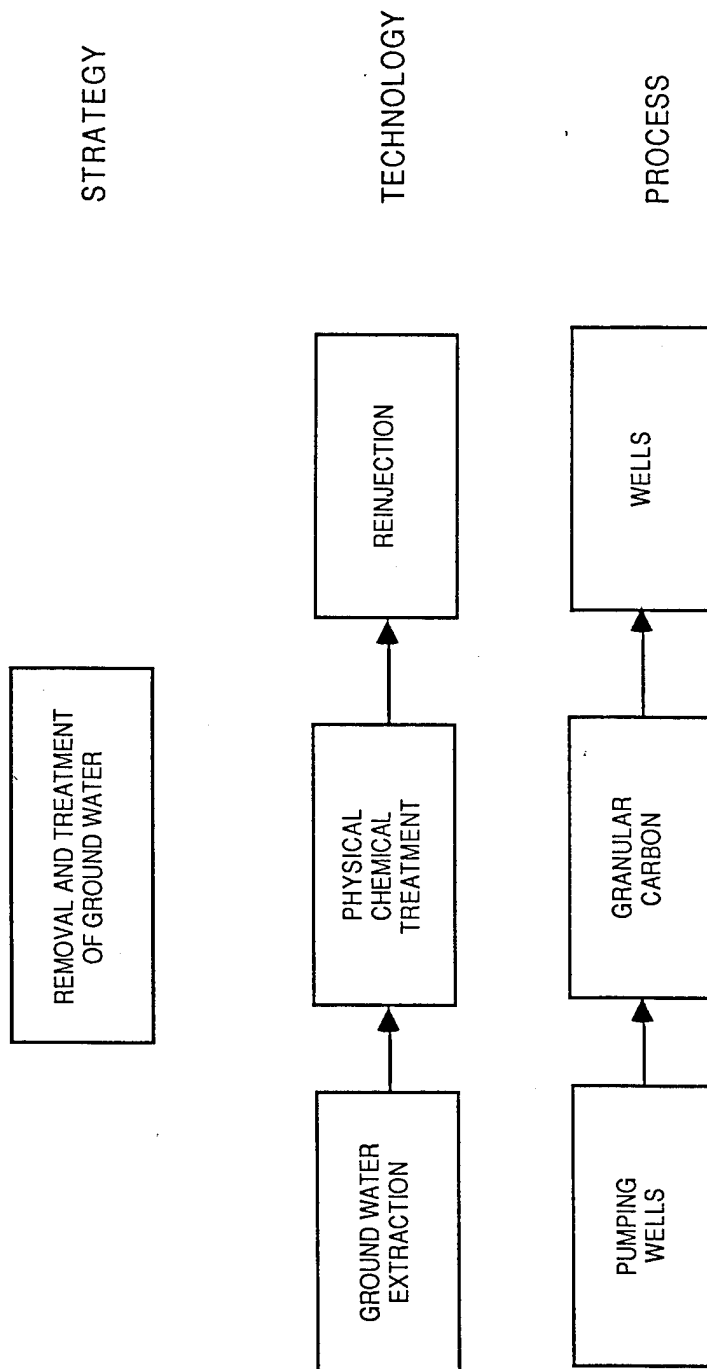 REMOVAL AND TREATMENT
OF GROUND WATER
STRATEGY
GROUND WATER
EXTRACTION
PHYSICAL
CHEMICAL
TREATMENT
REINJECTION
TECHNOLOGY
PUMPING
WELLS
GRANULAR
CARBON
WELLS
PROCESS